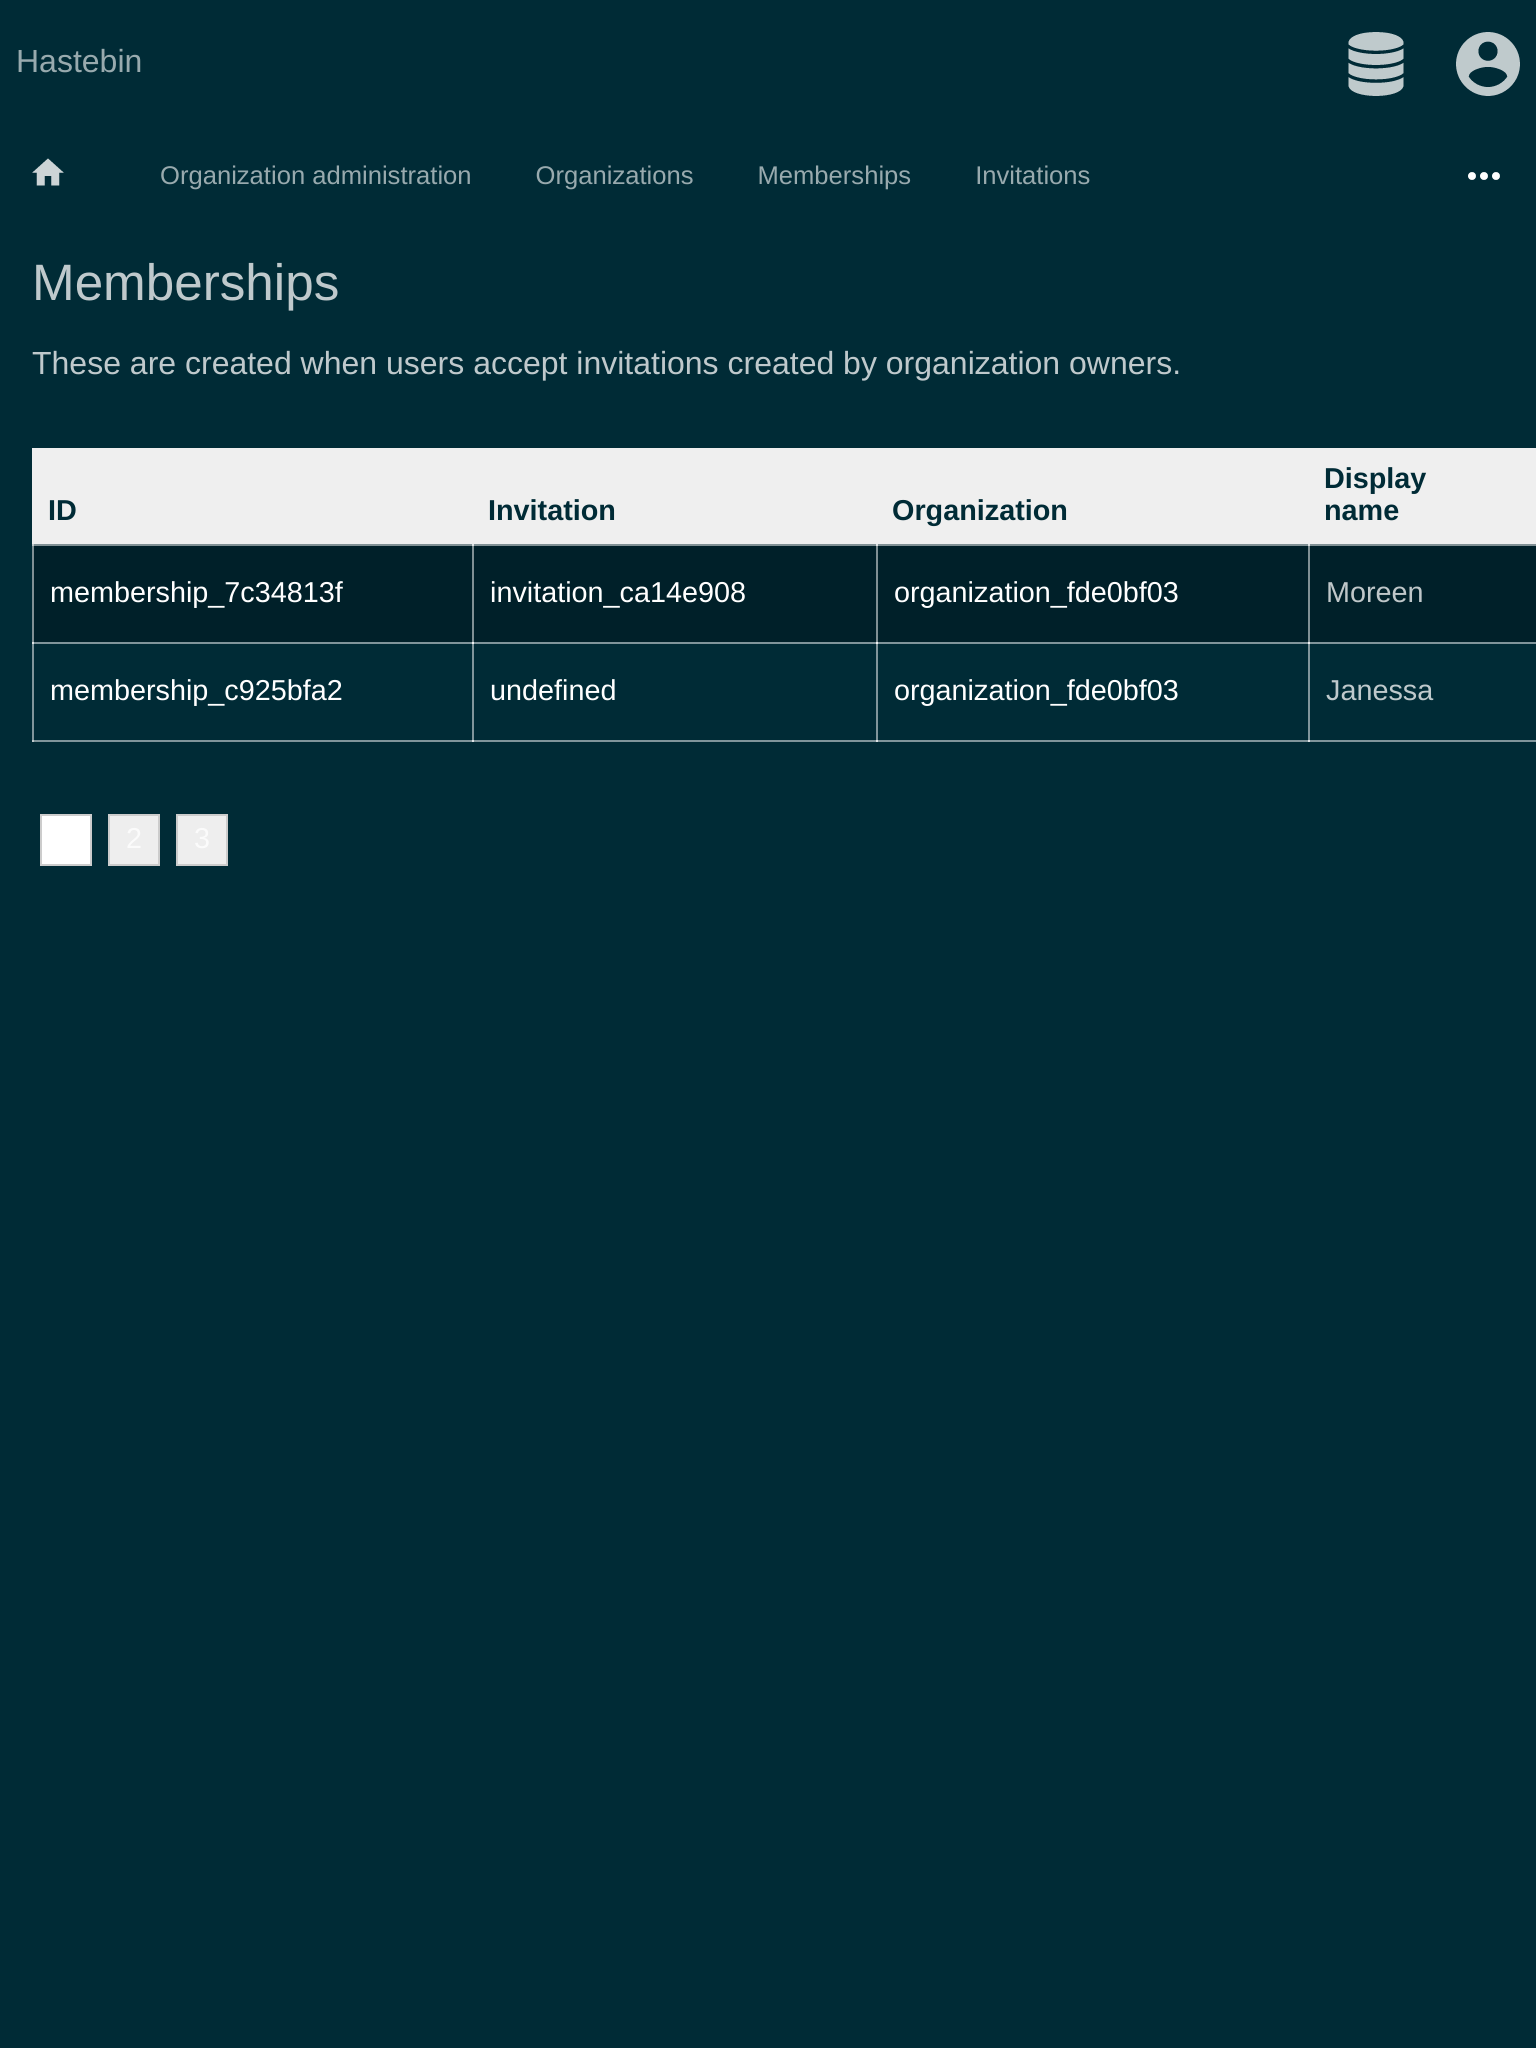 Hastebin
Organization administration Organizations Memberships Invitations
Memberships
These are created when users accept invitations created by organization owners.
ID Invitation Organization Display name
membership_7c34813f invitation_ca14e908 organization_fde0bf03 Moreen
membership_c925bfa2 undefined organization_fde0bf03 Janessa
2 3